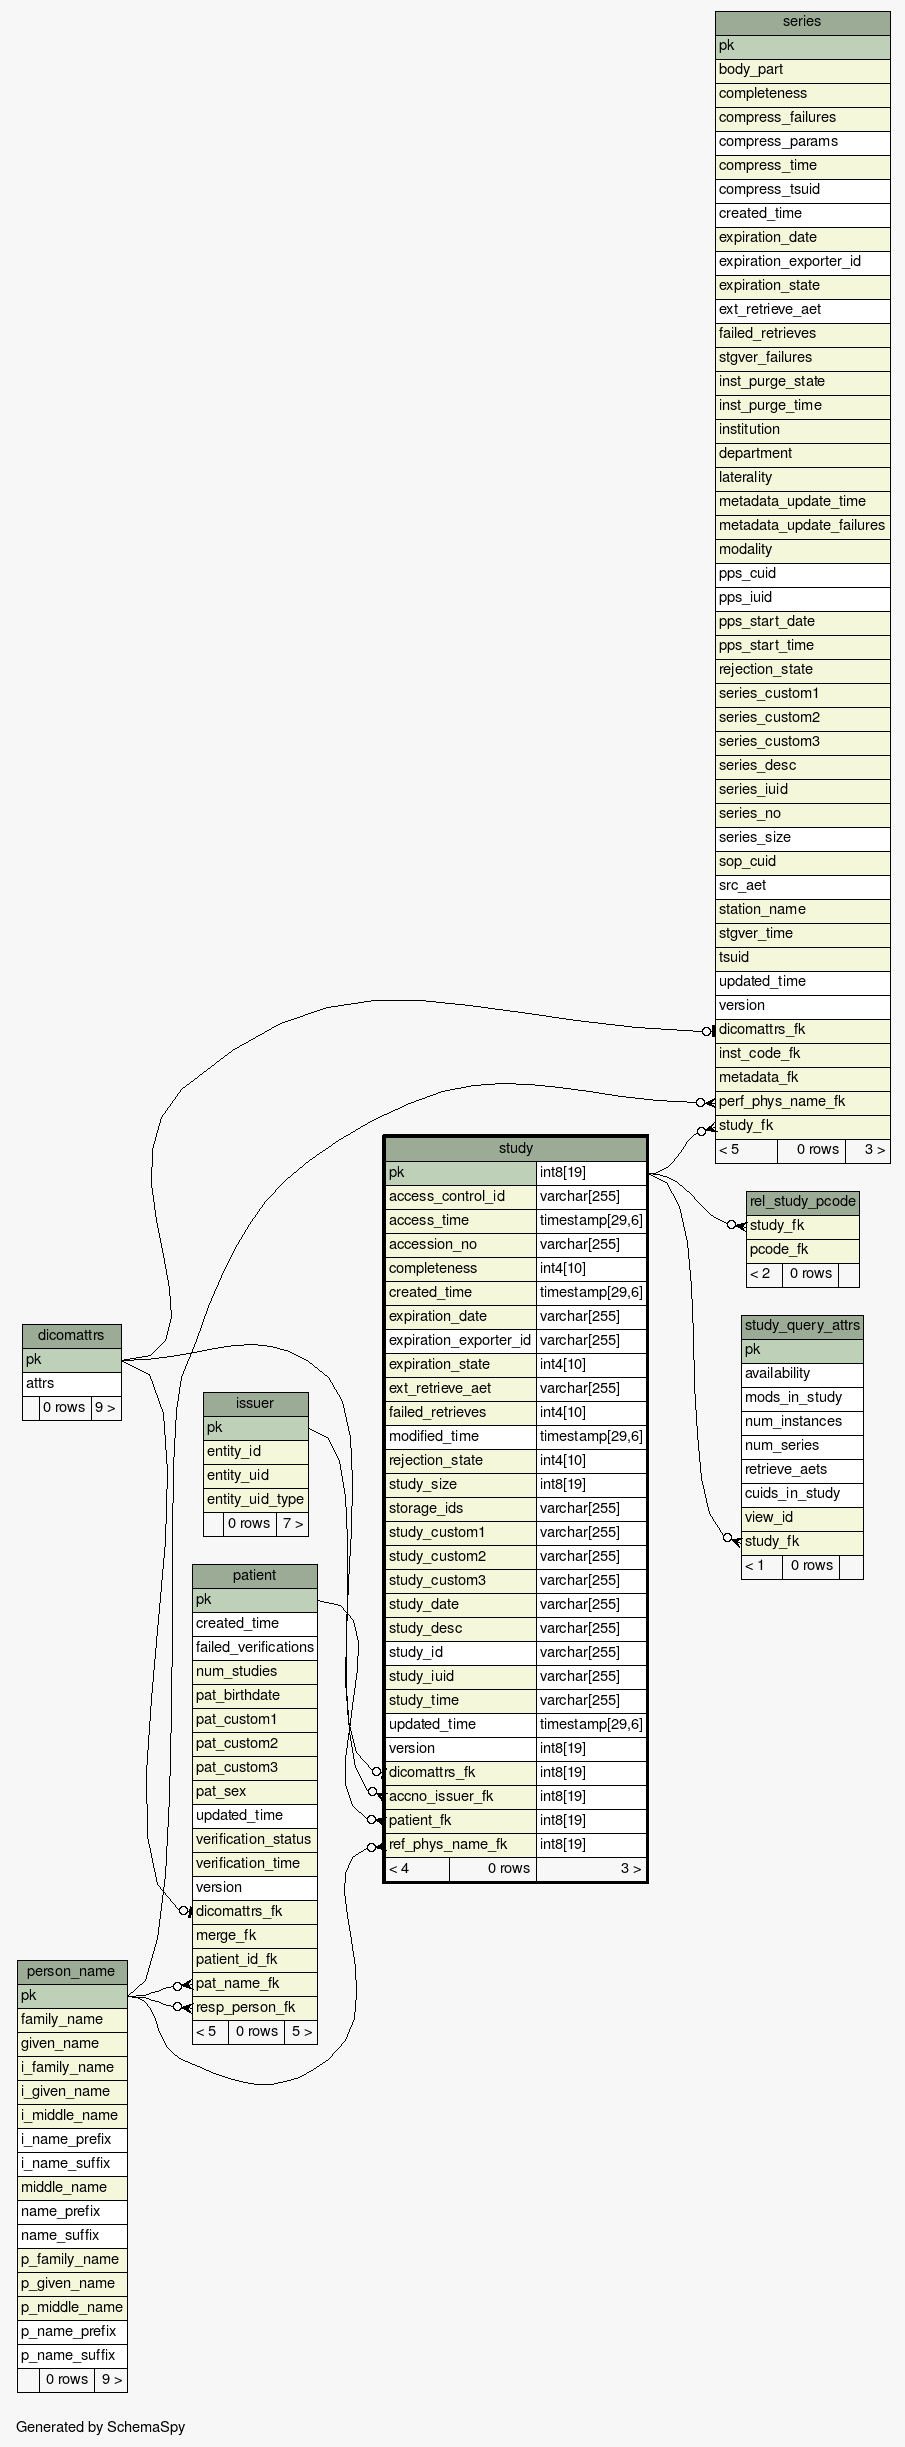 series
pk
body_part
completeness
compress_failures
compress_params
compress_time
compress_tsuid
created_time
expiration_date
expiration_exporter_id
expiration_state
ext_retrieve_aet
failed_retrieves
stgver_failures
inst_purge_state
inst_purge_time
institution
department
laterality
metadata_update_time
metadata_update_failures
modality
pps_cuid
pps_iuid
pps_start_date
pps_start_time
rejection_state
series_custom1
series_custom2
series_custom3
series_desc
series_iuid
series_no
series_size
sop_cuid
src_aet
station_name
stgver_time
tsuid
updated_time
version
dicomattrs_fk
inst_code_fk
metadata_fk
perf_phys_name_fk
study_fk
< 5 0 rows 3 >
study
pk int8[19]
access_control_id varchar[255]
access_time timestamp[29,6]
accession_no varchar[255]
completeness int4[10]
created_time timestamp[29,6]
expiration_date varchar[255]
expiration_exporter_id varchar[255]
expiration_state int4[10]
ext_retrieve_aet varchar[255]
failed_retrieves int4[10]
modified_time timestamp[29,6]
rejection_state int4[10]
study_size int8[19]
storage_ids varchar[255]
study_custom1 varchar[255]
study_custom2 varchar[255]
study_custom3 varchar[255]
study_date varchar[255]
study_desc varchar[255]
study_id varchar[255]
study_iuid varchar[255]
study_time varchar[255]
updated_time timestamp[29,6]
version int8[19]
dicomattrs_fk int8[19]
accno_issuer_fk int8[19]
patient_fk int8[19]
ref_phys_name_fk int8[19]
< 4 0 rows 3 >
rel_study_pcode
study_fk
pcode_fk
< 2 0 rows
study_query_attrs
pk
availability
mods_in_study
num_instances
num_series
retrieve_aets
cuids_in_study
view_id
study_fk
< 1 0 rows
dicomattrs
pk
attrs
0 rows 9 >
issuer
pk
entity_id
entity_uid
entity_uid_type
0 rows 7 >
patient
pk
created_time
failed_verifications
num_studies
pat_birthdate
pat_custom1
pat_custom2
pat_custom3
pat_sex
updated_time
verification_status
verification_time
version
dicomattrs_fk
merge_fk
patient_id_fk
pat_name_fk
resp_person_fk
< 5 0 rows 5 >
person_name
pk
family_name
given_name
i_family_name
i_given_name
i_middle_name
i_name_prefix
i_name_suffix
middle_name
name_prefix
name_suffix
p_family_name
p_given_name
p_middle_name
p_name_prefix
p_name_suffix
0 rows 9 >
Generated by SchemaSpy